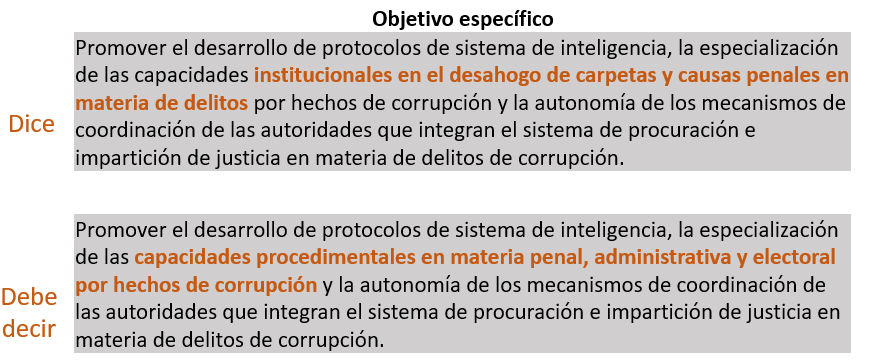 Objetivo específico
Promover el desarrollo de protocolos de sistema de inteligencia, la especialización
de las capacidades institucionales en el desahogo de carpetas y causas penales en
materia de delitos por hechos de corrupción y la autonomía de los mecanismos de
coordinación de las autoridades que integran el sistema de procuración e
impartición de justicia en materia de delitos de corrupción.
Dice
Promover el desarrollo de protocolos de sistema de inteligencia, la especialización
de las capacidades procedimentales en materia penal, administrativa y electoral
por hechos de corrupción y la autonomía de los mecanismos de coordinación de
las autoridades que integran el sistema de procuración e impartición de justicia en
materia de delitos de corrupción.
Debe
decir